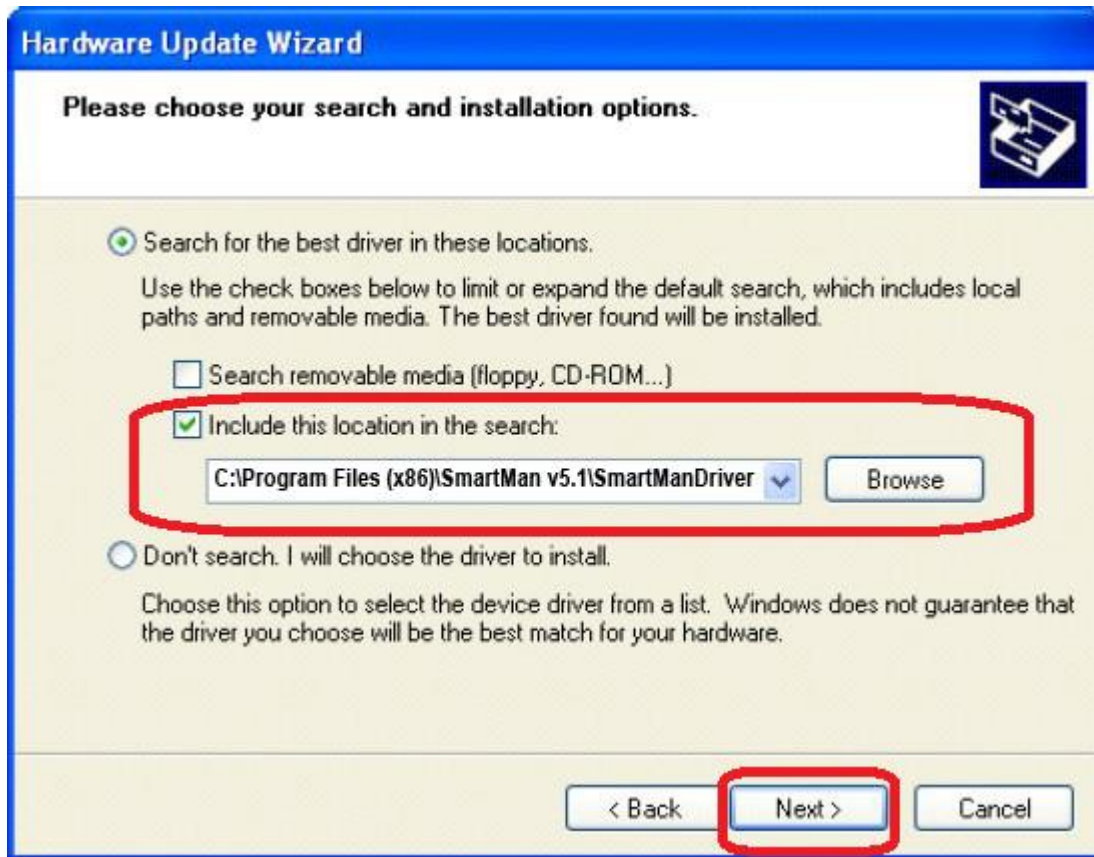 Hardware Update Wizard
Please choose your search and installation options.
Search for the best driver in these locations.
Use the check boxes below to limit or expand the default search, which includes local
paths and removable media. The best driver found will be installed.
Search removable media (floppy, CD-ROM...)
Include this location in the search:
C:\Program Files (x86)\SmartMan v5.1\SmartManDriver
Browse
Don't search. I will choose the driver to install.
Choose this option to select the device driver from a list. Windows does not guarantee that
the driver you choose will be the best match for your hardware.
< Back Next > Cancel